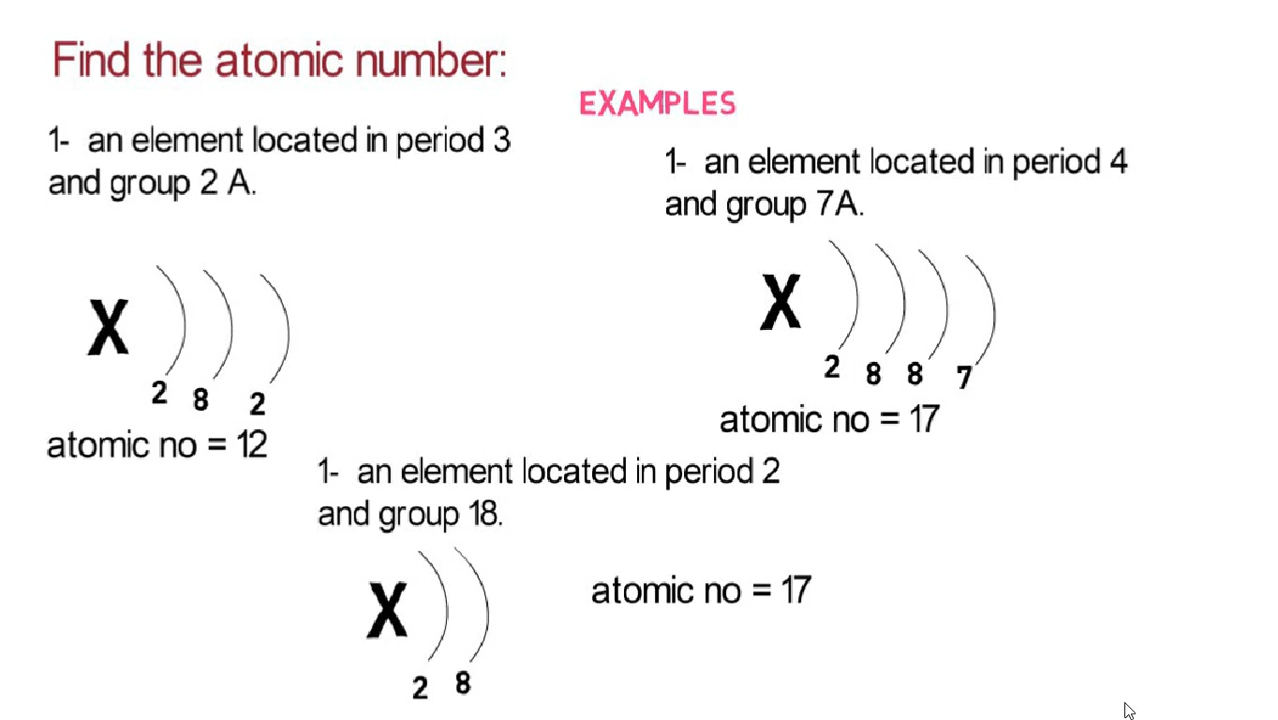 Find the atomic number:
EXAMPLES
1- an element located in period 3
and group 2 A.
X
2 8 2
atomic no = 12
1- an element located in period 4
and group 7A.
X
2 8 8 7
atomic no = 17
1- an element located in period 2
and group 18.
X
2 8
atomic no = 17